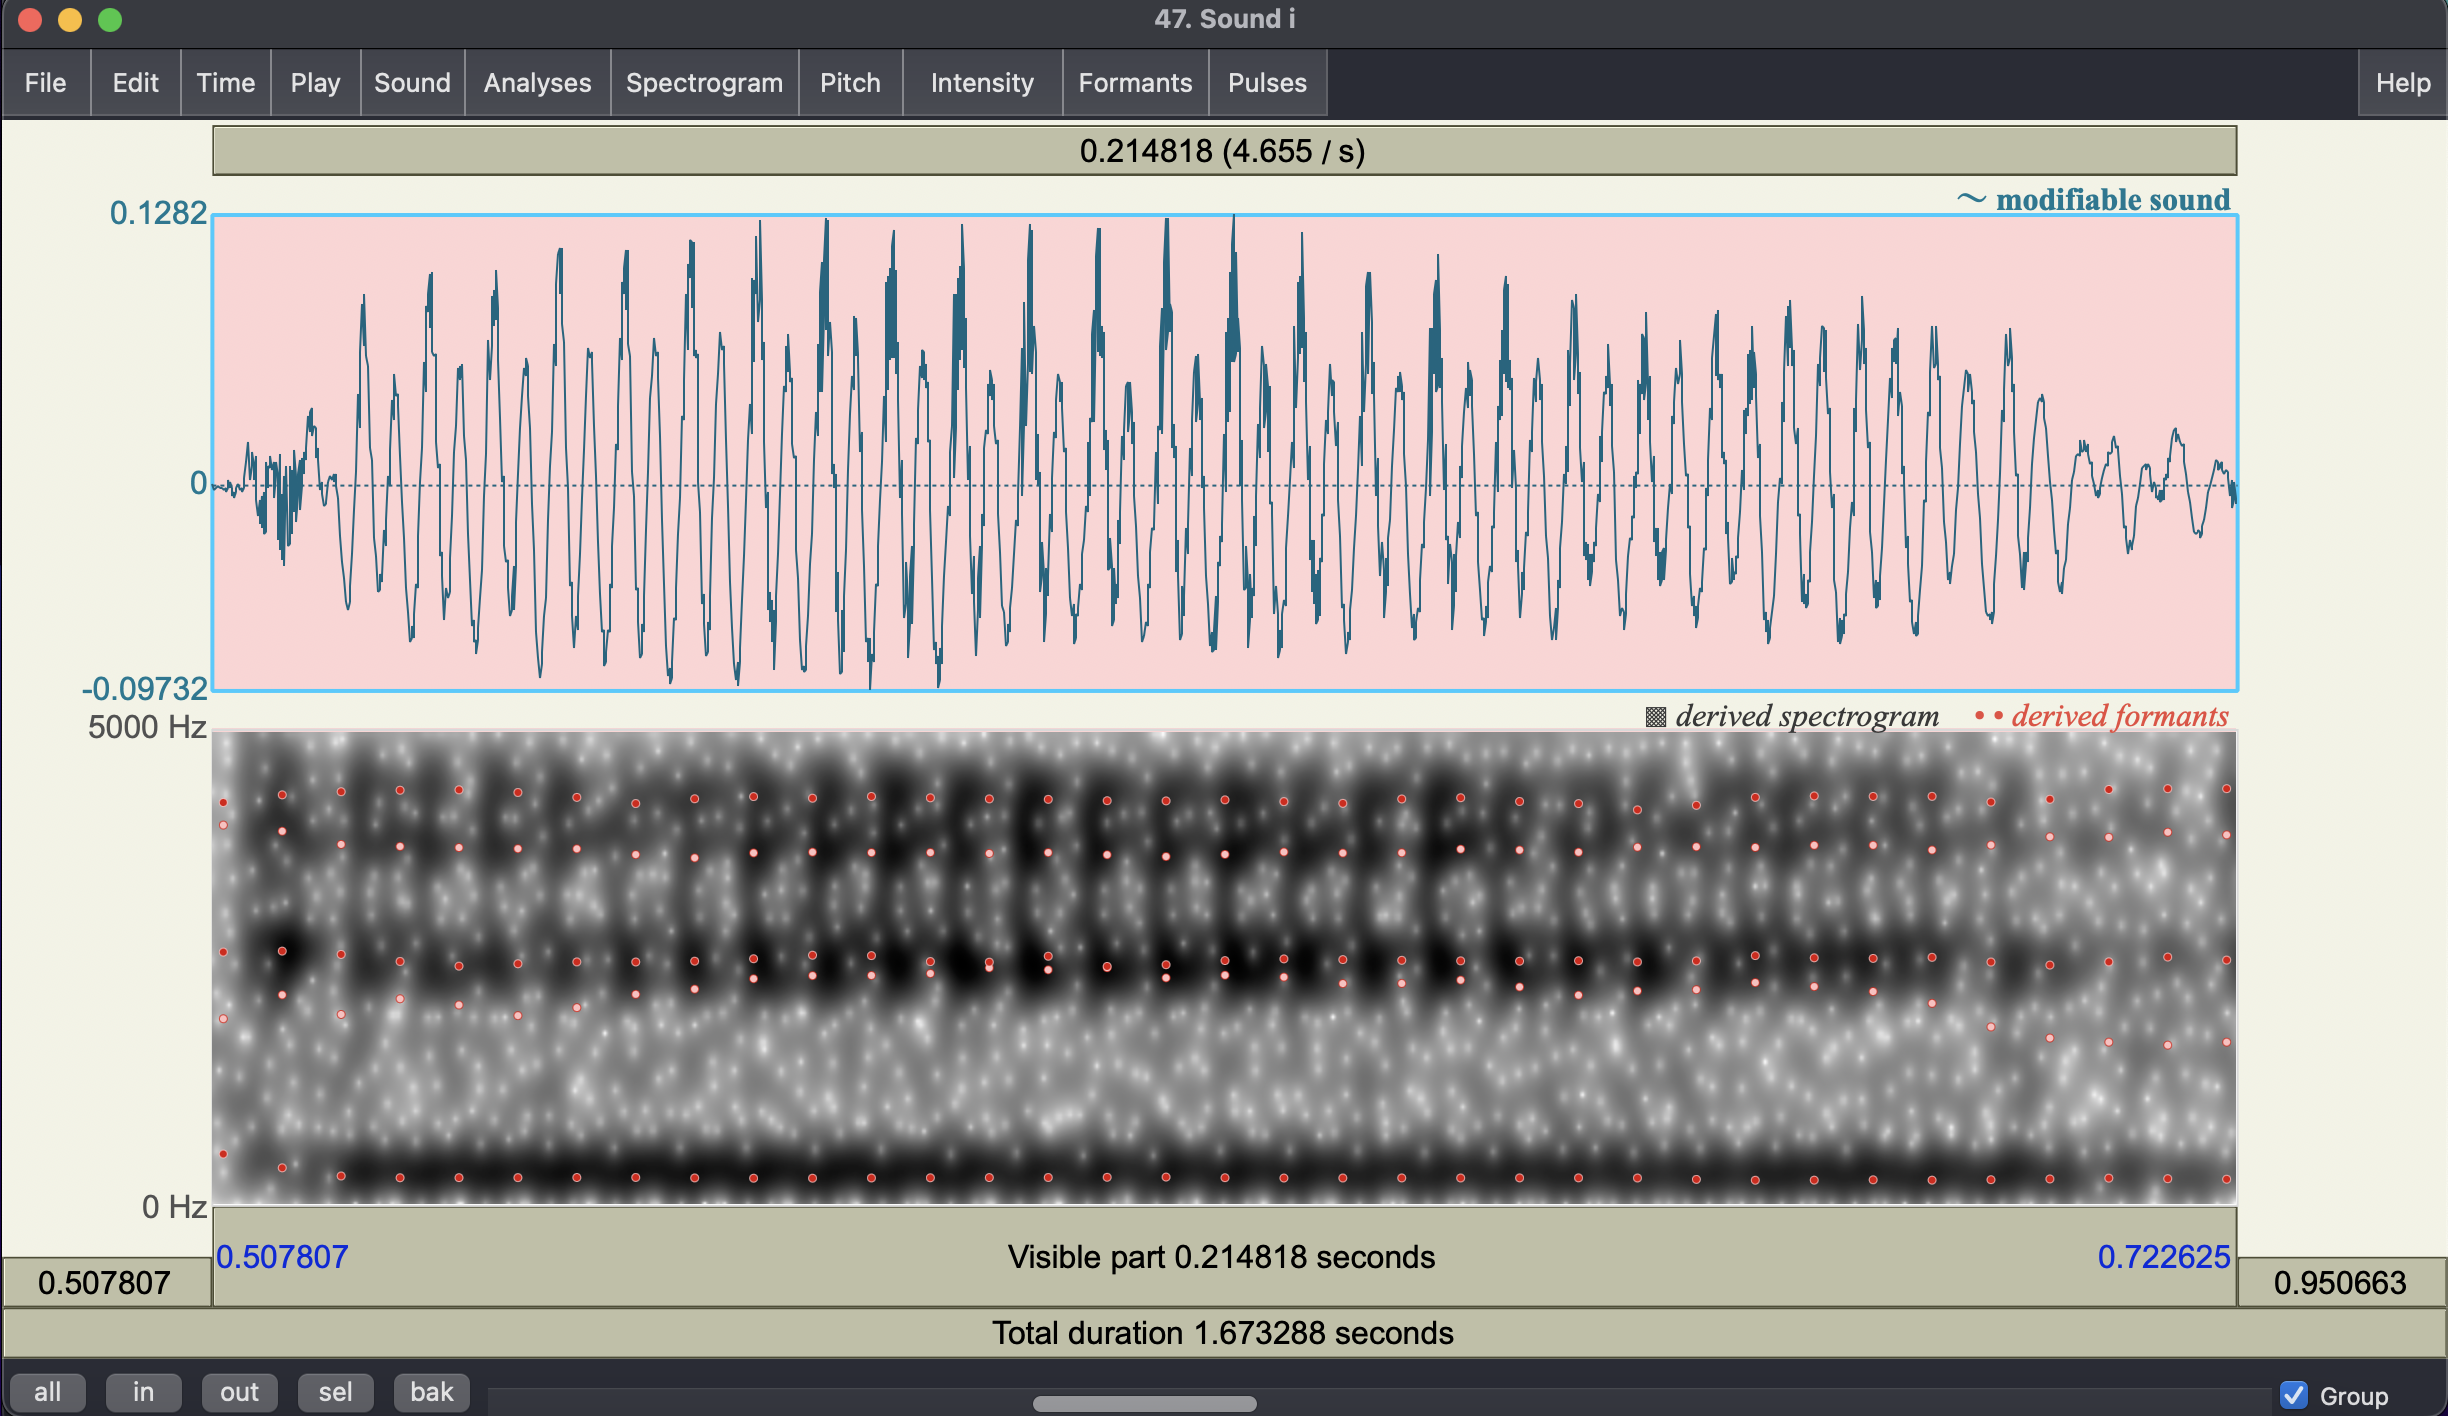 47. Sound i
File Edit Time Play Sound Analyses Spectrogram Pitch Intensity Formants Pulses Help
0.214818 (4.655 / s)
0.1282
~ modifiable sound
0
-0.09732
5000 Hz
derived spectrogram •• derived formants
0 Hz
0.507807 Visible part 0.214818 seconds 0.722625
0.507807 0.950663
Total duration 1.673288 seconds
all in out sel bak Group